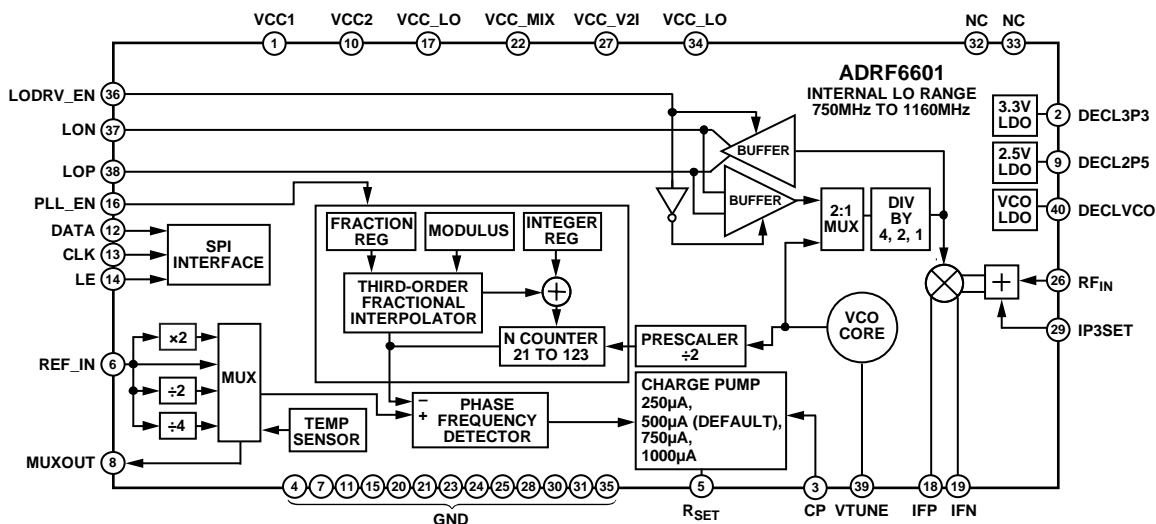 VCC1 VCC2 VCC_LO VCC_MIX VCC_V2I VCC_LO NC NC
1 10 17 22 27 34 32 33
ADRF6601
INTERNAL LO RANGE
750MHz TO 1160MHz
LODRV_EN 36
LON 37
LOP 38
PLL_EN 16
DATA 12
CLK 13
LE 14
SPI
INTERFACE
FRACTION
REG
MODULUS
INTEGER
REG
THIRD-ORDER
FRACTIONAL
INTERPOLATOR
+
N COUNTER
21 TO 123
BUFFER
BUFFER
2:1
MUX
DIV
BY
4, 2, 1
3.3V
LDO
2 DECL3P3
2.5V
LDO
9 DECL2P5
VCO
LDO
40 DECLVCO
+
26 RFIN
29 IP3SET
VCO
CORE
PRESCALER
÷2
REF_IN 6
×2
÷2
÷4
MUX
TEMP
SENSOR
MUXOUT 8
−
+
PHASE
FREQUENCY
DETECTOR
CHARGE PUMP
250µA,
500µA (DEFAULT),
750µA,
1000µA
4 7 11 15 20 21 23 24 25 28 30 31 35
GND
5 3 39 18 19
RSET CP VTUNE IFP IFN